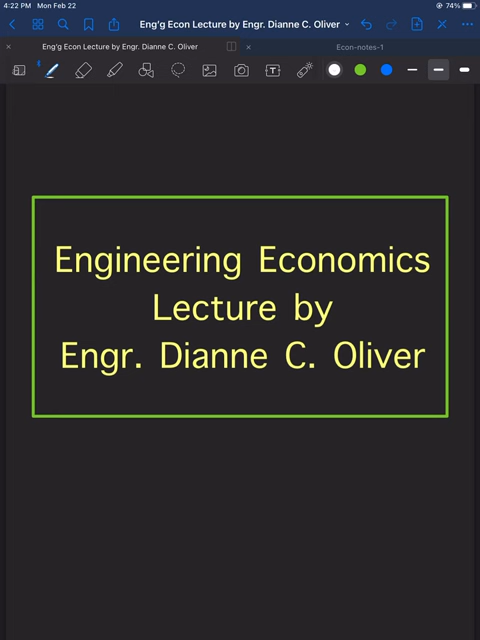 4:22 PM Mon Feb 22
74%
Eng'g Econ Lecture by Engr. Dianne C. Oliver
Eng'g Econ Lecture by Engr. Dianne C. Oliver
Econ-notes-1
T
Engineering Economics
Lecture by
Engr. Dianne C. Oliver